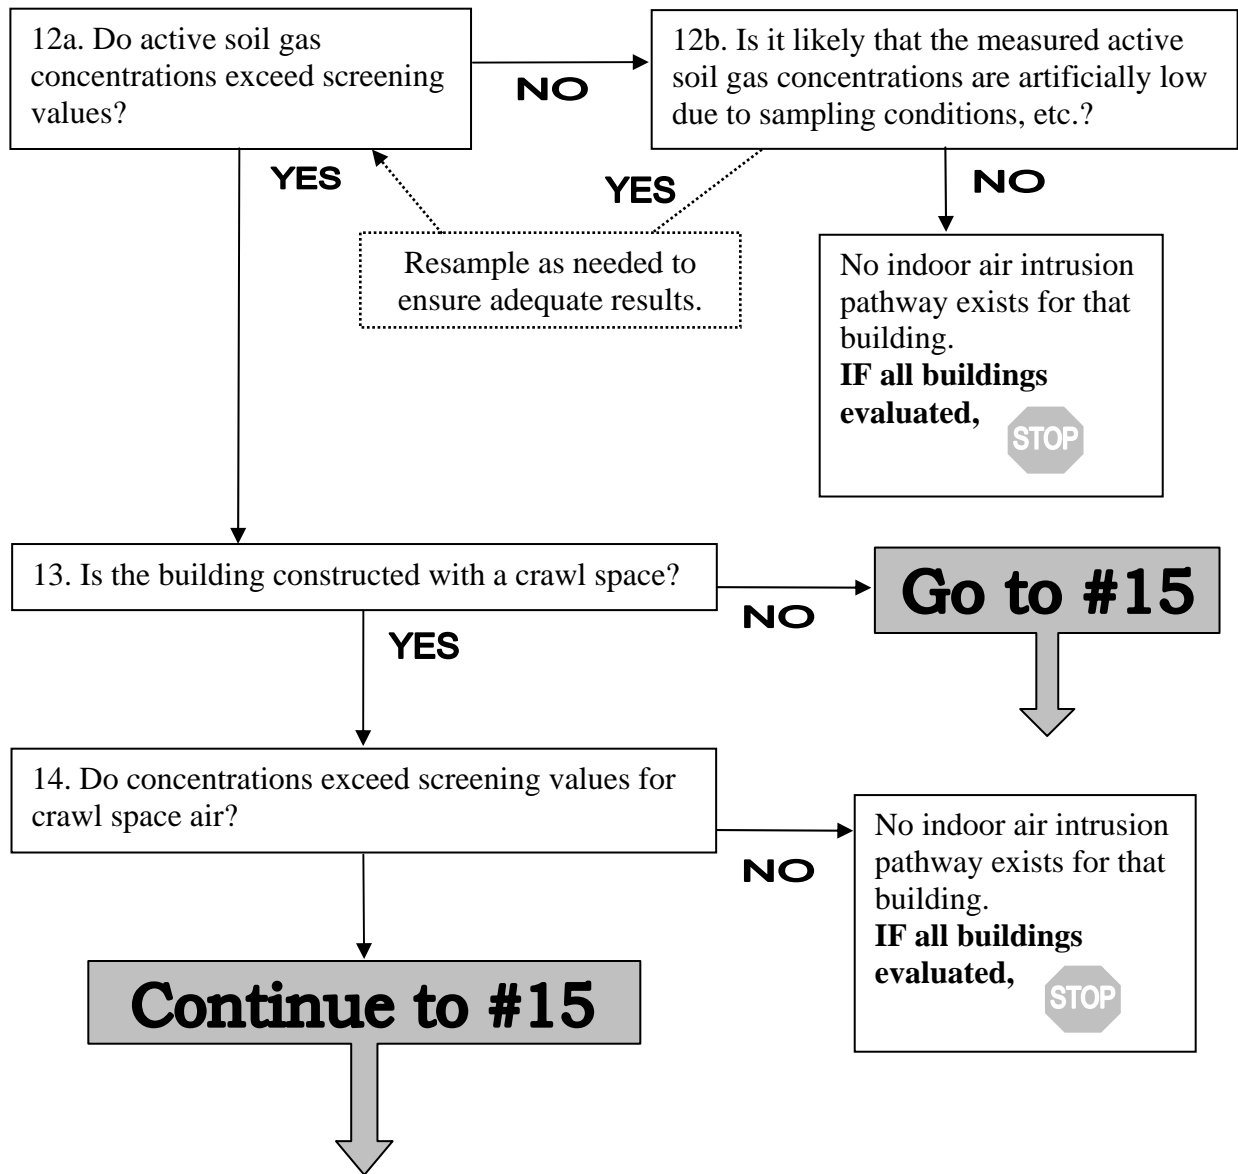 12a. Do active soil gas
concentrations exceed screening
values?
NO
12b. Is it likely that the measured active
soil gas concentrations are artificially low
due to sampling conditions, etc.?
YES
YES
NO
Resample as needed to
ensure adequate results.
No indoor air intrusion
pathway exists for that
building.
IF all buildings
evaluated,
STOP
13. Is the building constructed with a crawl space?
NO
Go to #15
YES
14. Do concentrations exceed screening values for
crawl space air?
NO
No indoor air intrusion
pathway exists for that
building.
IF all buildings
evaluated,
STOP
Continue to #15